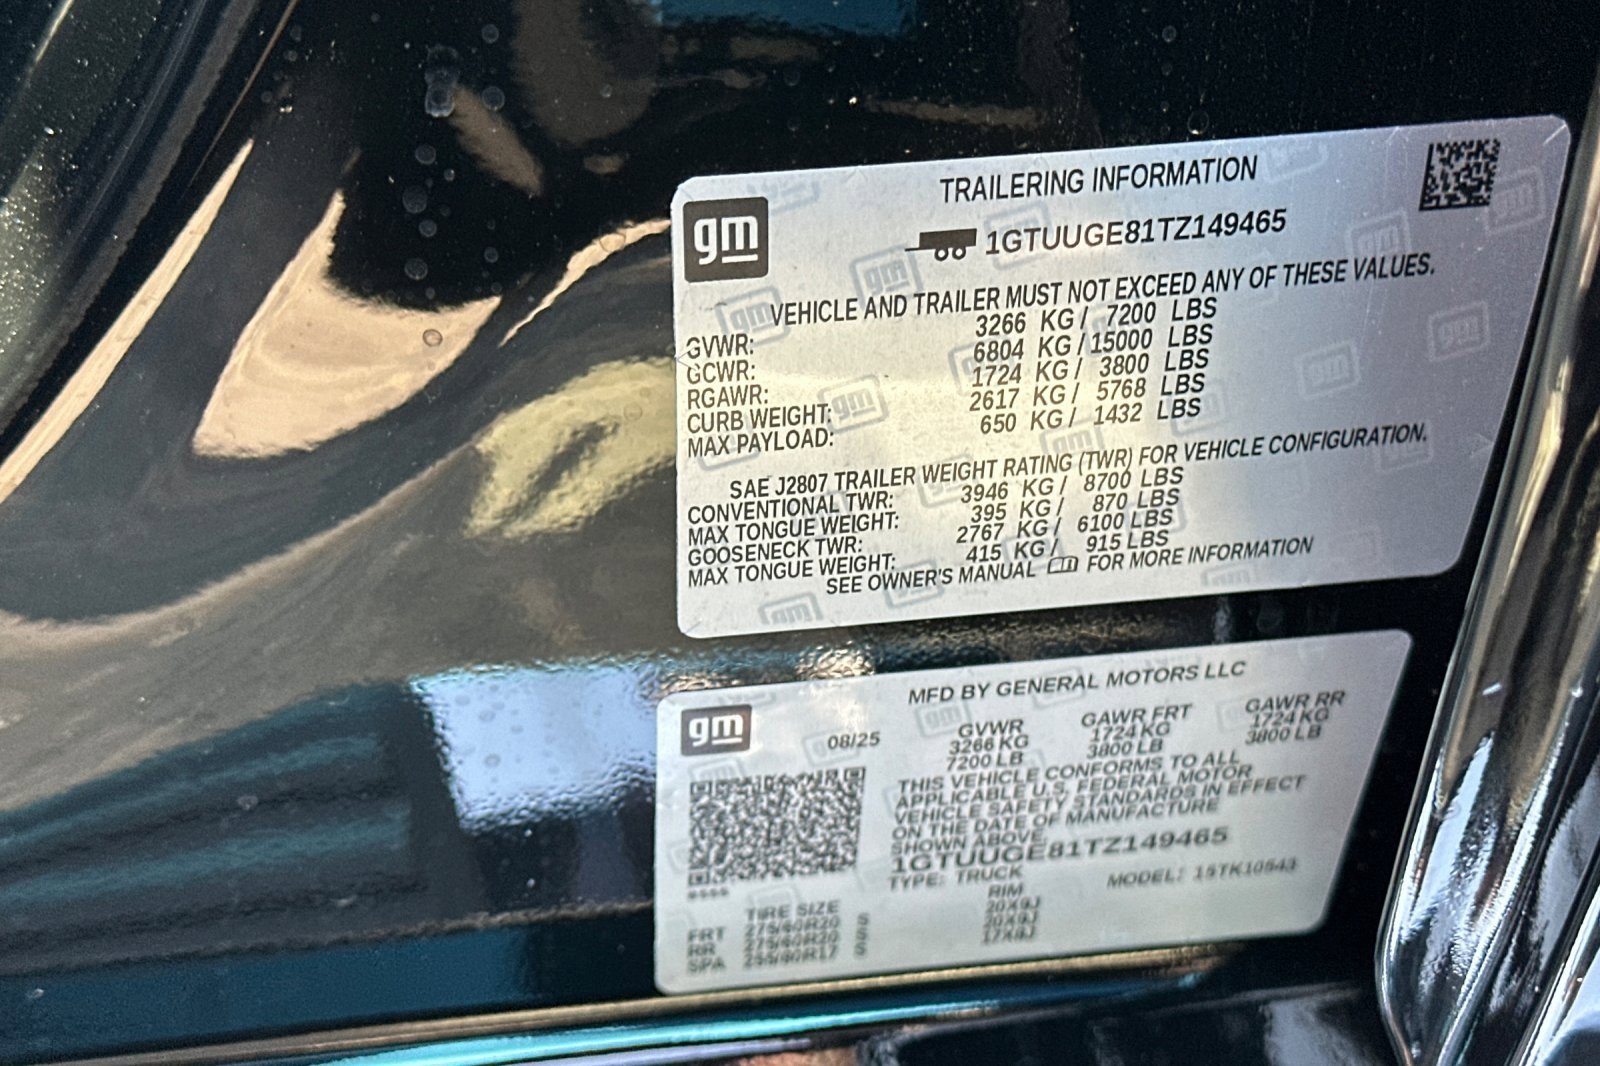 TRAILERING INFORMATION
gm
1GTUUGE81TZ149465
VEHICLE AND TRAILER MUST NOT EXCEED ANY OF THESE VALUES.
GVWR: 3266 KG / 7200 LBS
GCWR: 6804 KG / 15000 LBS
RGAWR: 1724 KG / 3800 LBS
CURB WEIGHT: 2617 KG / 5768 LBS
MAX PAYLOAD: 650 KG / 1432 LBS
SAE J2807 TRAILER WEIGHT RATING (TWR) FOR VEHICLE CONFIGURATION.
CONVENTIONAL TWR: 3946 KG / 8700 LBS
MAX TONGUE WEIGHT: 395 KG / 870 LBS
GOOSENECK TWR: 2767 KG / 6100 LBS
MAX TONGUE WEIGHT: 415 KG / 915 LBS
SEE OWNER'S MANUAL FOR MORE INFORMATION
MFD BY GENERAL MOTORS LLC
gm
08/25
GVWR GAWR FRT GAWR RR
3266 KG 1724 KG 1724 KG
7200 LB 3800 LB 3800 LB
THIS VEHICLE CONFORMS TO ALL
APPLICABLE U.S. FEDERAL MOTOR
VEHICLE SAFETY STANDARDS IN EFFECT
ON THE DATE OF MANUFACTURE
SHOWN ABOVE.
1GTUUGE81TZ149465
TYPE: TRUCK MODEL: 15TK10543
TIRE SIZE RIM
FRT 275/60R20 S 20X9J
RR 275/60R20 S 20X9J
SPA 255/80R17 S 17X8J